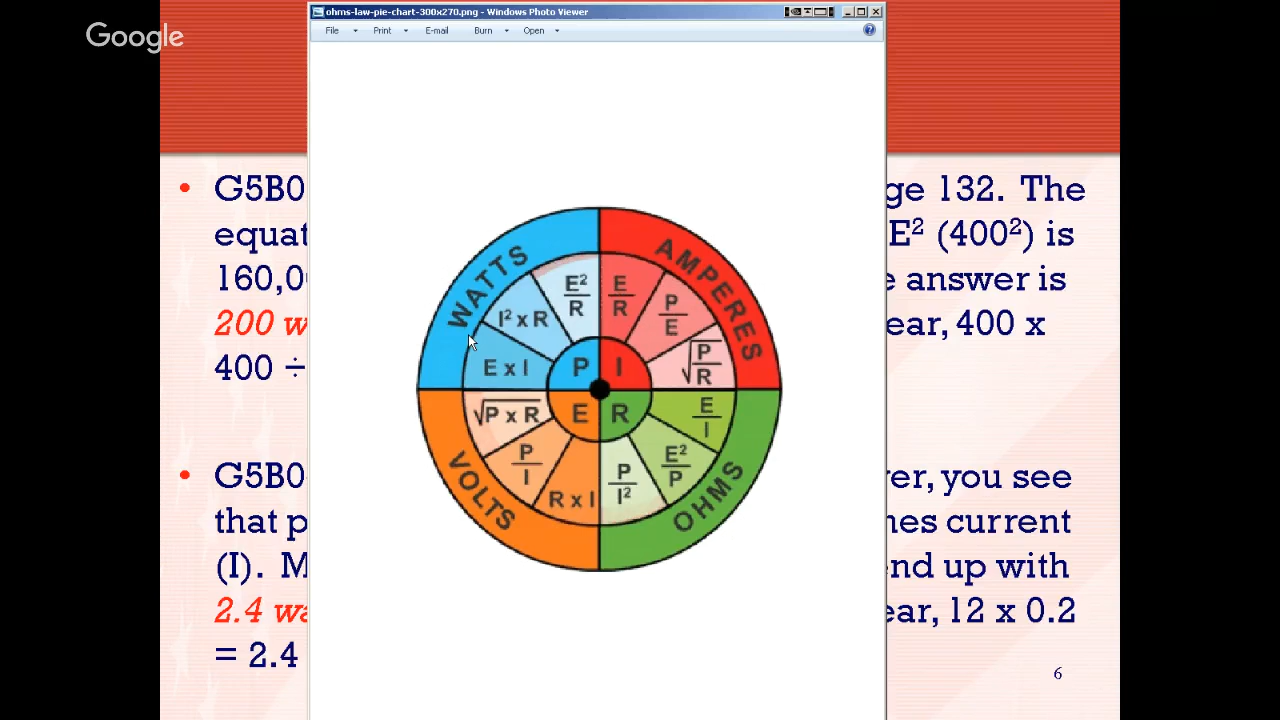 Google
ohms-law-pie-chart-300x270.png - Windows Photo Viewer
File Print E-mail Burn Open
• G5B0 ge 132. The
equat E² (400²) is
160,0 e answer is
200 w ear, 400 x
400 ÷
WATTS
AMPERES
VOLTS
OHMS
P
I
E
R
E x I
I² x R
E²/R
E/R
P/E
√P/R
E/I
E²/P
P/I²
R x I
P/I
√P x R
• G5B0 er, you see
that p nes current
(I). M nd up with
2.4 wa ear, 12 x 0.2
= 2.4
6